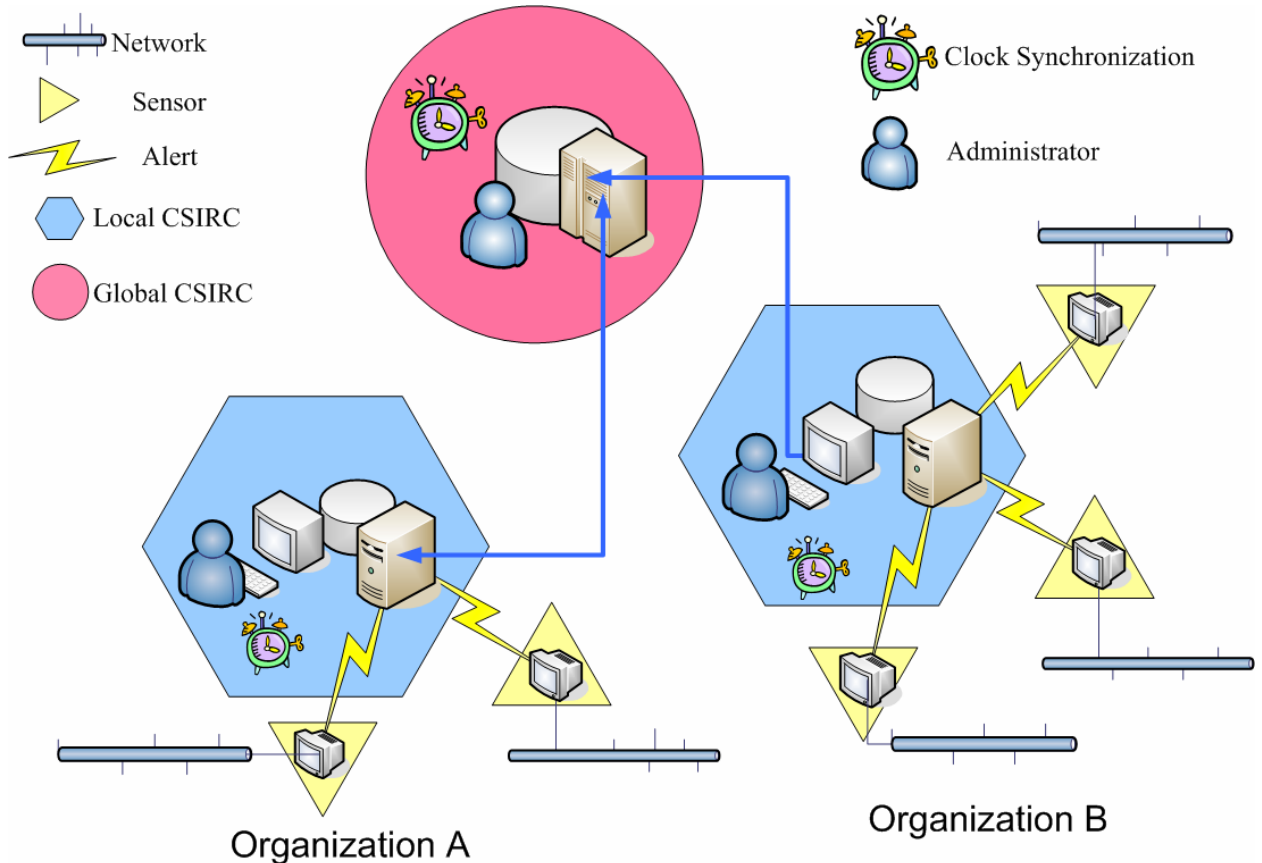 Network
Sensor
Alert
Local CSIRC
Global CSIRC
Clock Synchronization
Administrator
Organization A
Organization B